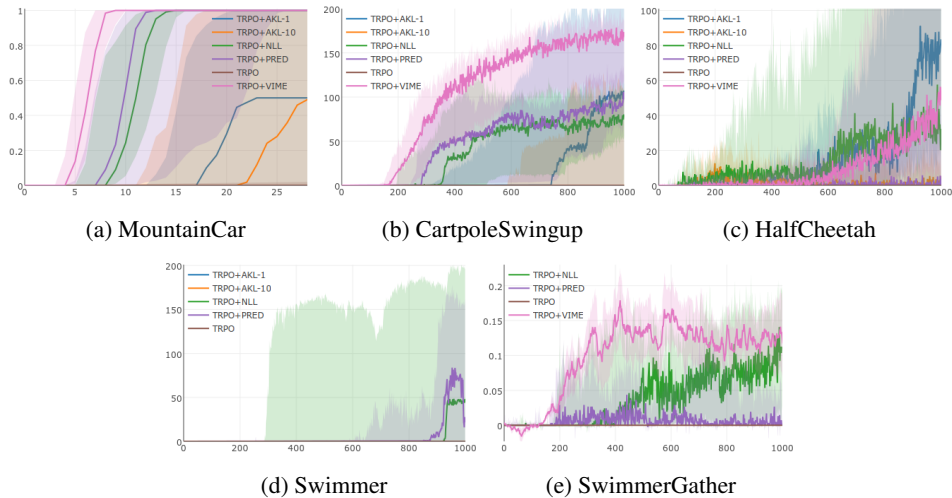 1
0.8
0.6
0.4
0.2
0
0 5 10 15 20 25
TRPO+AKL-1
TRPO+AKL-10
TRPO+NLL
TRPO+PRED
TRPO
TRPO+VIME
(a) MountainCar
200
150
100
50
0
0 200 400 600 800 1000
TRPO+AKL-1
TRPO+AKL-10
TRPO+NLL
TRPO+PRED
TRPO
TRPO+VIME
(b) CartpoleSwingup
100
80
60
40
20
0
0 200 400 600 800 1000
TRPO+AKL-1
TRPO+AKL-10
TRPO+NLL
TRPO+PRED
TRPO
TRPO+VIME
(c) HalfCheetah
200
150
100
50
0
0 200 400 600 800 1000
TRPO+AKL-1
TRPO+AKL-10
TRPO+NLL
TRPO+PRED
TRPO
(d) Swimmer
0.2
0.15
0.1
0.05
0
0 200 400 600 800 1000
TRPO+NLL
TRPO+PRED
TRPO
TRPO+VIME
(e) SwimmerGather